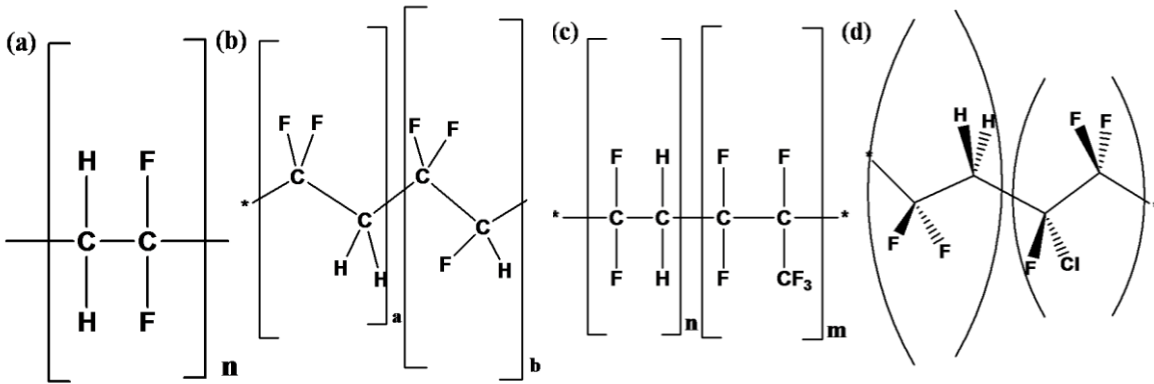 (a)
H F
C C
H F
n
(b)
F F F F
C C
* C C
H H F H
a
b
(c)
F H F F
* C C C C *
F H F CF3
n
m
(d)
H H F F
*
*
F F F Cl